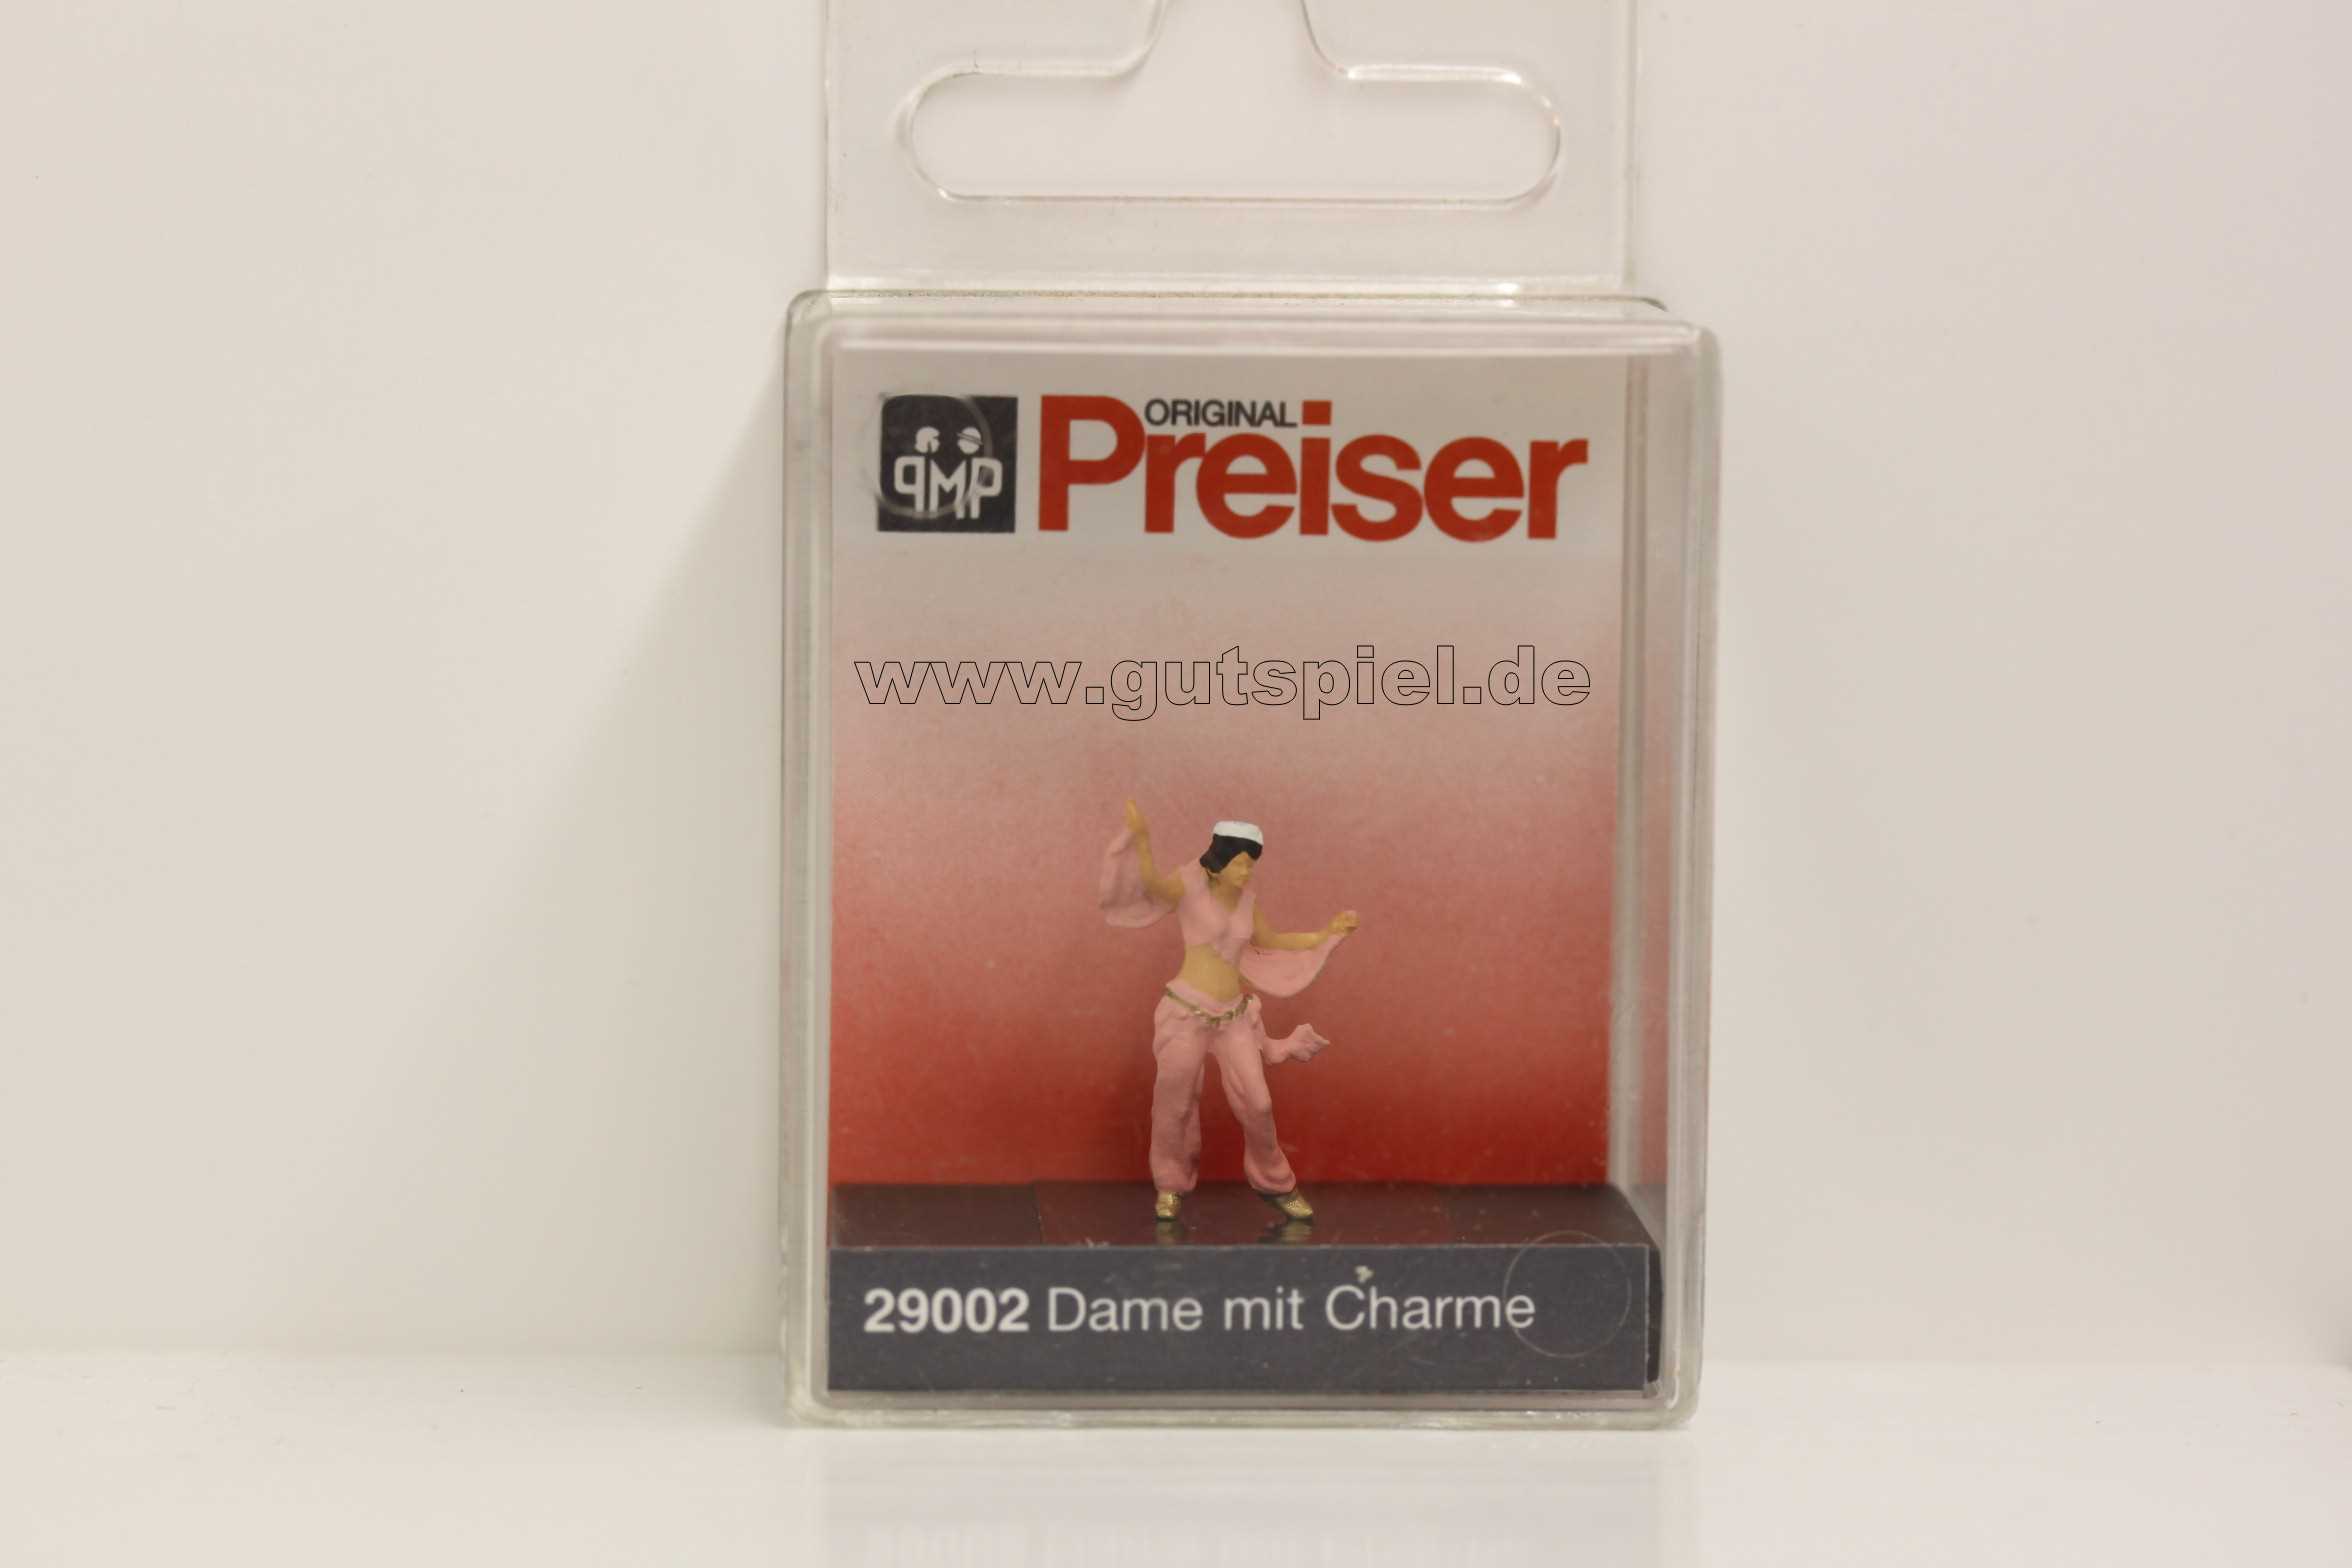 PMP
ORIGINAL
Preiser
www.gutspiel.de
29002 Dame mit Charme